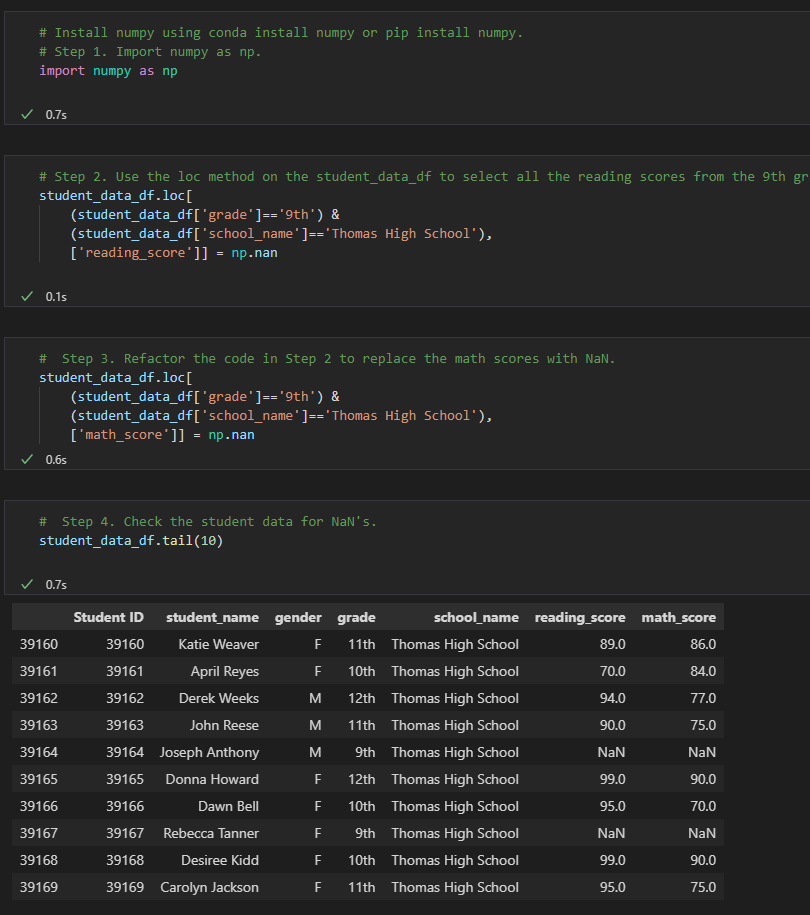 # Install numpy using conda install numpy or pip install numpy.
# Step 1. Import numpy as np.
import numpy as np
0.7s
# Step 2. Use the loc method on the student_data_df to select all the reading scores from the 9th gr
student_data_df.loc[
(student_data_df['grade']=='9th') &
(student_data_df['school_name']=='Thomas High School'),
['reading_score']] = np.nan
0.1s
#  Step 3. Refactor the code in Step 2 to replace the math scores with NaN.
student_data_df.loc[
(student_data_df['grade']=='9th') &
(student_data_df['school_name']=='Thomas High School'),
['math_score']] = np.nan
0.6s
#  Step 4. Check the student data for NaN's.
student_data_df.tail(10)
0.7s
Student ID student_name gender grade school_name reading_score math_score
39160 39160 Katie Weaver F 11th Thomas High School 89.0 86.0
39161 39161 April Reyes F 10th Thomas High School 70.0 84.0
39162 39162 Derek Weeks M 12th Thomas High School 94.0 77.0
39163 39163 John Reese M 11th Thomas High School 90.0 75.0
39164 39164 Joseph Anthony M 9th Thomas High School NaN NaN
39165 39165 Donna Howard F 12th Thomas High School 99.0 90.0
39166 39166 Dawn Bell F 10th Thomas High School 95.0 70.0
39167 39167 Rebecca Tanner F 9th Thomas High School NaN NaN
39168 39168 Desiree Kidd F 10th Thomas High School 99.0 90.0
39169 39169 Carolyn Jackson F 11th Thomas High School 95.0 75.0